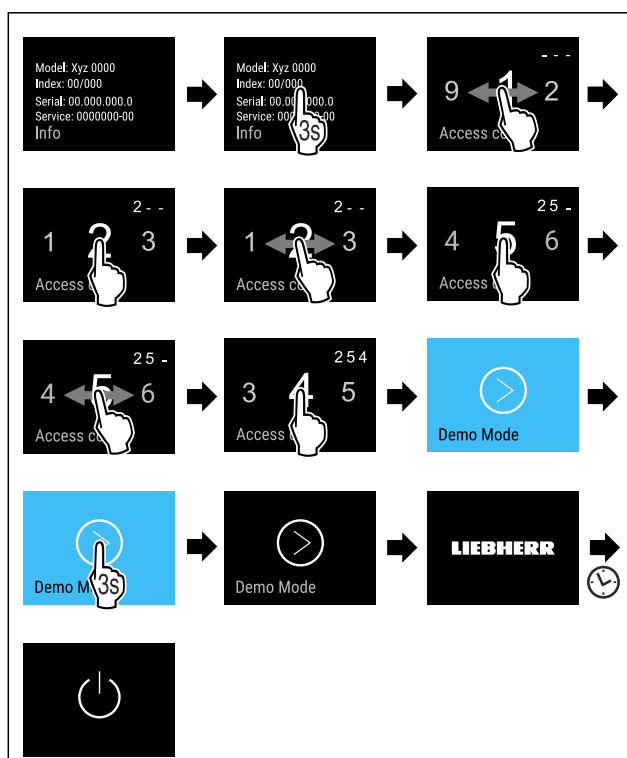 Model: Xyz 0000
Index: 00/000
Serial: 00.000.000.0
Service: 0000000-00
Info
Model: Xyz 0000
Index: 00/000
Serial: 00.00 000.0
Service: 000 0-00
Info
3s
- - -
9 1 2
Access co
2 - -
1 2 3
Access
2 - -
1 2 3
Access
2 5 -
4 5 6
Access
2 5 -
4 5 6
Access co
2 5 4
3 4 5
Access
Demo Mode
Demo M
3s
Demo Mode
LIEBHERR